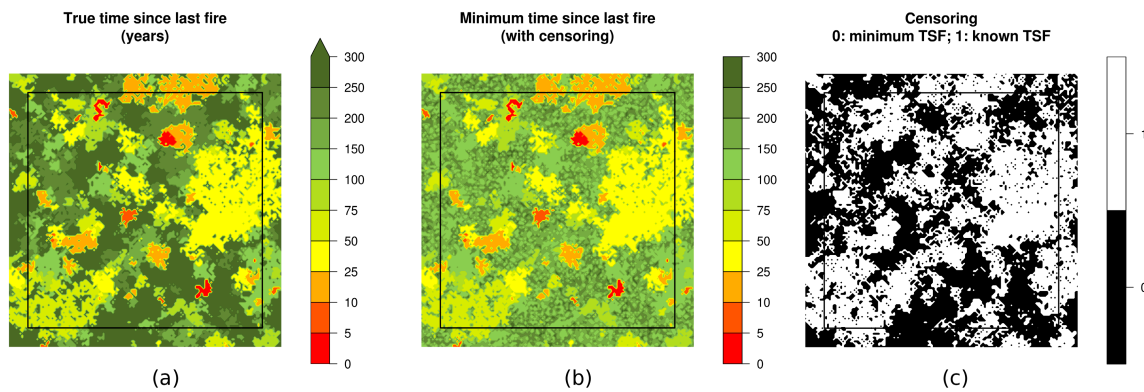 True time since last fire
(years)
300
250
200
150
100
75
50
25
10
5
0
(a)
Minimum time since last fire
(with censoring)
300
250
200
150
100
75
50
25
10
5
0
(b)
Censoring
0: minimum TSF; 1: known TSF
(c)